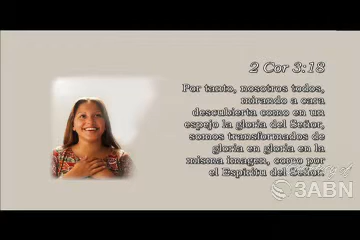 2 Cor 3:18
Por tanto, nosotros todos,
mirando a cara
descubierta como en un
espejo la gloria del Señor,
somos transformados de
gloria en gloria en la
misma imagen, como por
el Espíritu del Señor.
3ABN